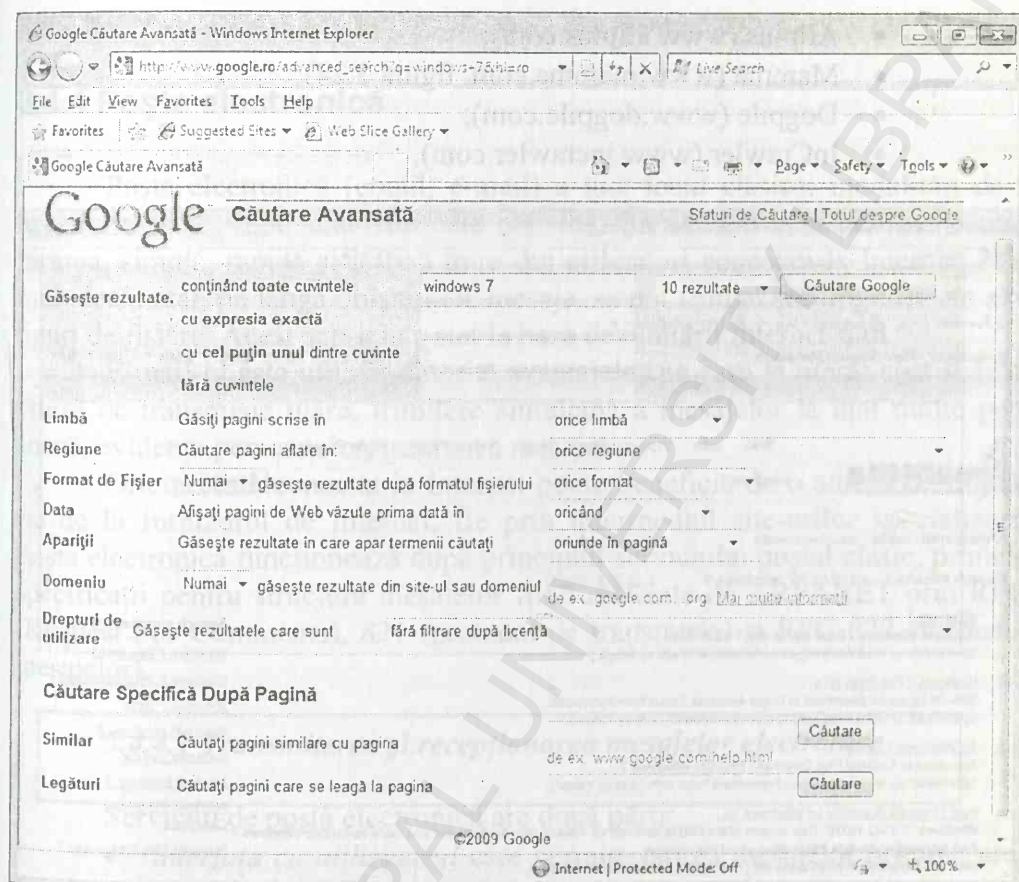 Google Căutare Avansată - Windows Internet Explorer
http://www.google.ro/advanced_search?q=windows+7&hl=ro Live Search
File Edit View Favorites Tools Help
Favorites Suggested Sites Web Slice Gallery
Google Căutare Avansată Page Safety Tools
Google Căutare Avansată Sfaturi de Căutare | Totul despre Google
Găseşte rezultate conţinând toate cuvintele windows 7 10 rezultate Căutare Google
cu expresia exactă
cu cel puţin unul dintre cuvinte
fără cuvintele
Limbă Găsiţi pagini scrise în orice limbă
Regiune Căutare pagini aflate în: orice regiune
Format de Fişier Numai găseşte rezultate după formatul fişierului orice format
Data Afişaţi pagini de Web văzute prima dată în oricând
Apariţii Găseşte rezultate în care apar termenii căutaţi oriunde în pagină
Domeniu Numai găseşte rezultate din site-ul sau domeniul
de ex. google.com, .org Mai multe informaţii
Drepturi de utilizare Găseşte rezultatele care sunt fără filtrare după licenţă
Căutare Specifică După Pagină
Similar Căutaţi pagini similare cu pagina Căutare
de ex. www.google.com/help.html
Legături Căutaţi pagini care se leagă la pagina Căutare
©2009 Google
Internet | Protected Mode: Off 100%